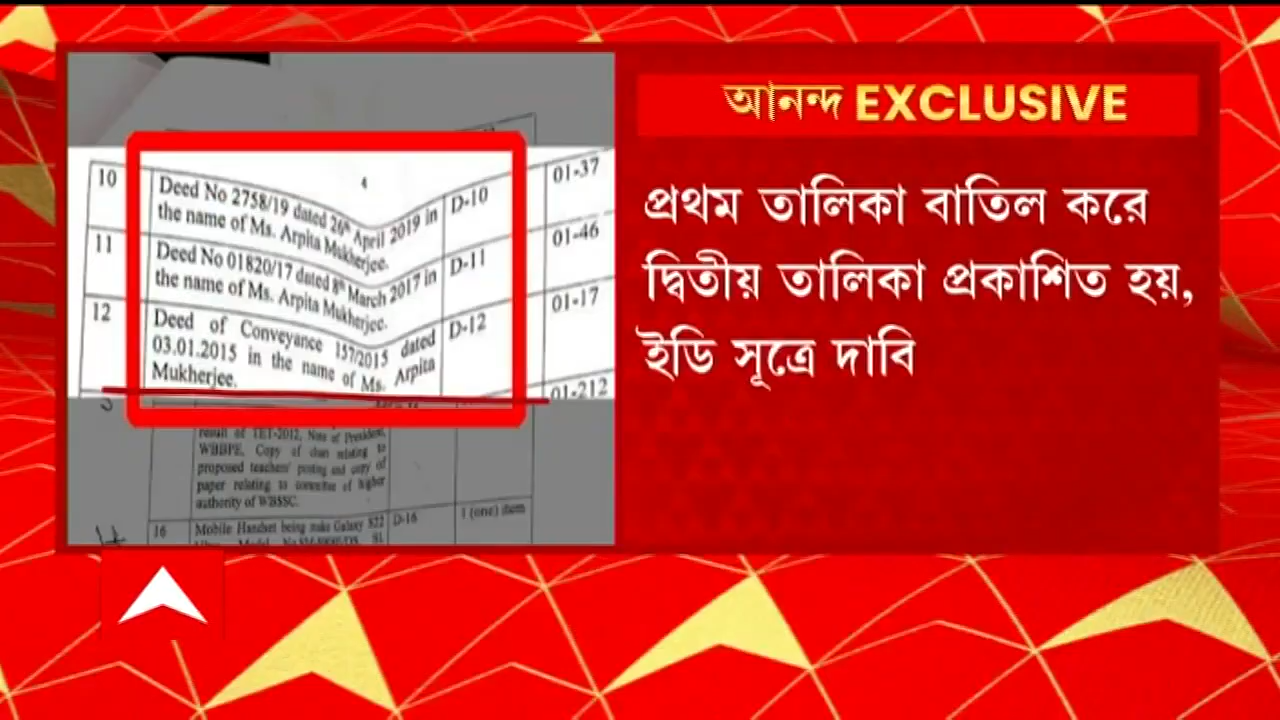 আনন্দ EXCLUSIVE
প্রথম তালিকা বাতিল করে
দ্বিতীয় তালিকা প্রকাশিত হয়,
ইডি সূত্রে দাবি
4
10 Deed No 2758/19 dated 26th April 2019 in D-10 01-37
the name of Ms. Arpita Mukherjee.
11 Deed No 01820/17 dated 8th March 2017 in D-11 01-46
the name of Ms. Arpita Mukherjee.
12 Deed of Conveyance 157/2015 dated D-12 01-17
03.01.2015 in the name of Ms. Arpita
Mukherjee.
01-212
result of TET-2012, Note of President,
WBBPE, Copy of chan relating to
proposed teachers' posting and copy of
paper relating to committee of higher
authority of WBSSC.
16 Mobile Handset being make Galaxy S22 D-16 1 (one) item